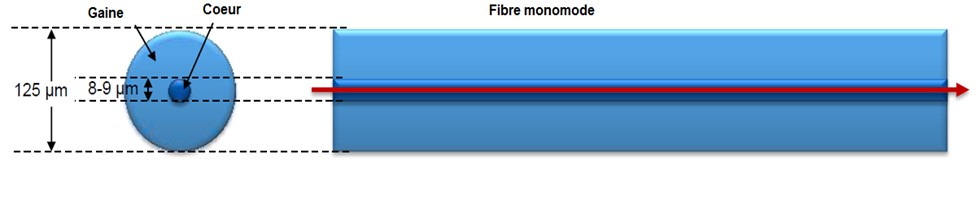 Gaine
Coeur
Fibre monomode
125 µm
8-9 µm